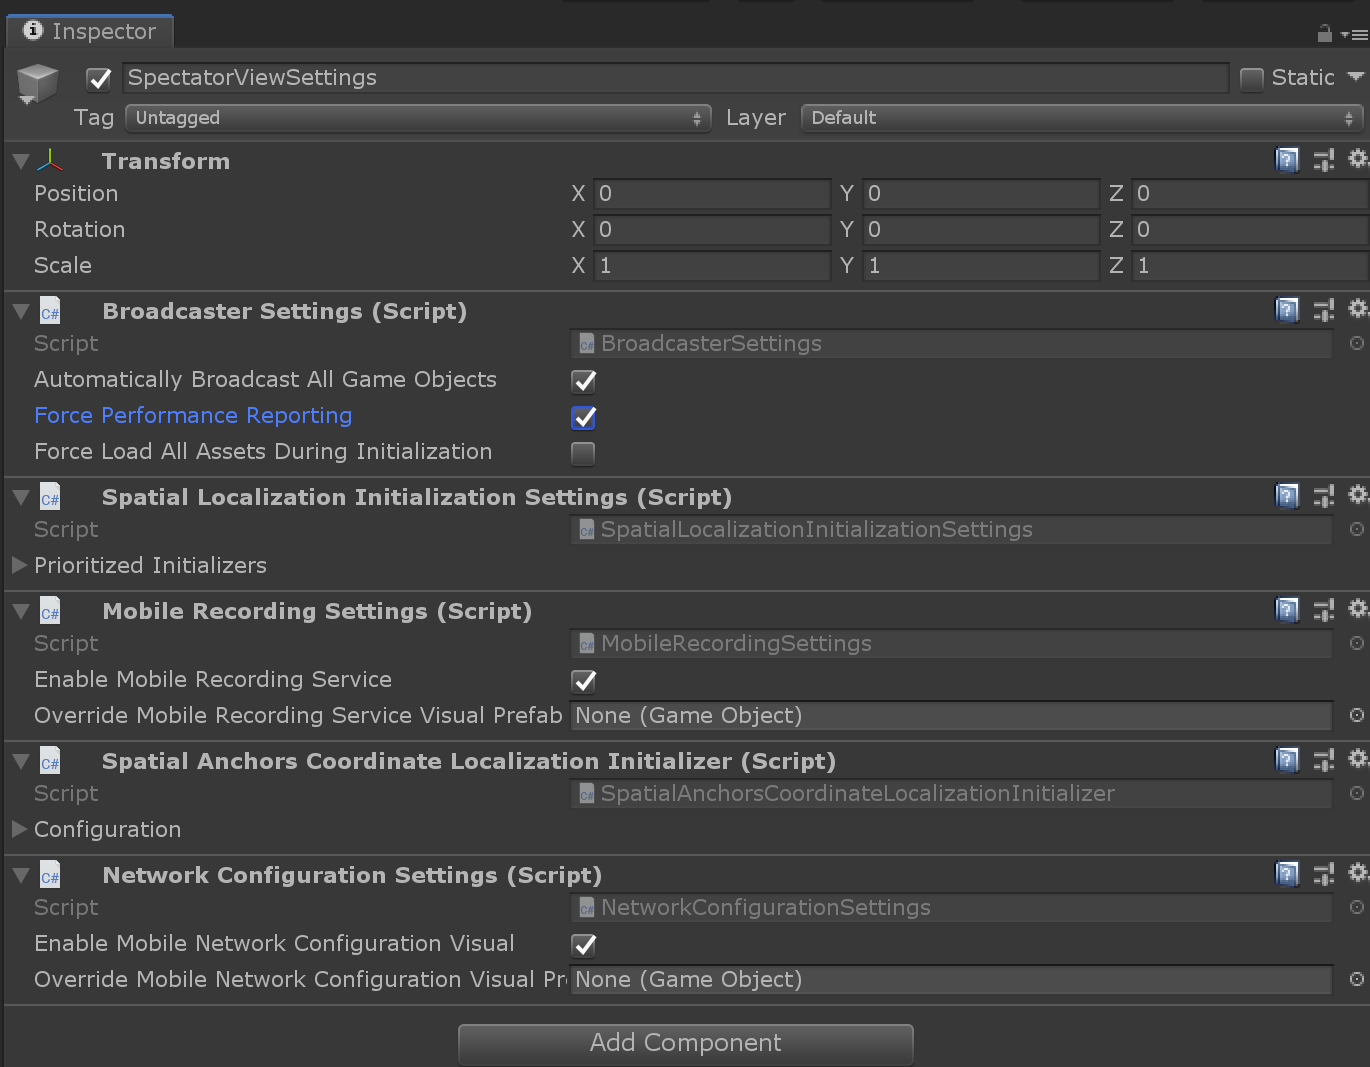 Inspector
SpectatorViewSettings Static
Tag Untagged Layer Default
Transform
Position X 0 Y 0 Z 0
Rotation X 0 Y 0 Z 0
Scale X 1 Y 1 Z 1
C# Broadcaster Settings (Script)
Script C# BroadcasterSettings
Automatically Broadcast All Game Objects
Force Performance Reporting
Force Load All Assets During Initialization
C# Spatial Localization Initialization Settings (Script)
Script C# SpatialLocalizationInitializationSettings
Prioritized Initializers
C# Mobile Recording Settings (Script)
Script C# MobileRecordingSettings
Enable Mobile Recording Service
Override Mobile Recording Service Visual Prefab None (Game Object)
C# Spatial Anchors Coordinate Localization Initializer (Script)
Script C# SpatialAnchorsCoordinateLocalizationInitializer
Configuration
C# Network Configuration Settings (Script)
Script C# NetworkConfigurationSettings
Enable Mobile Network Configuration Visual
Override Mobile Network Configuration Visual Pr None (Game Object)
Add Component